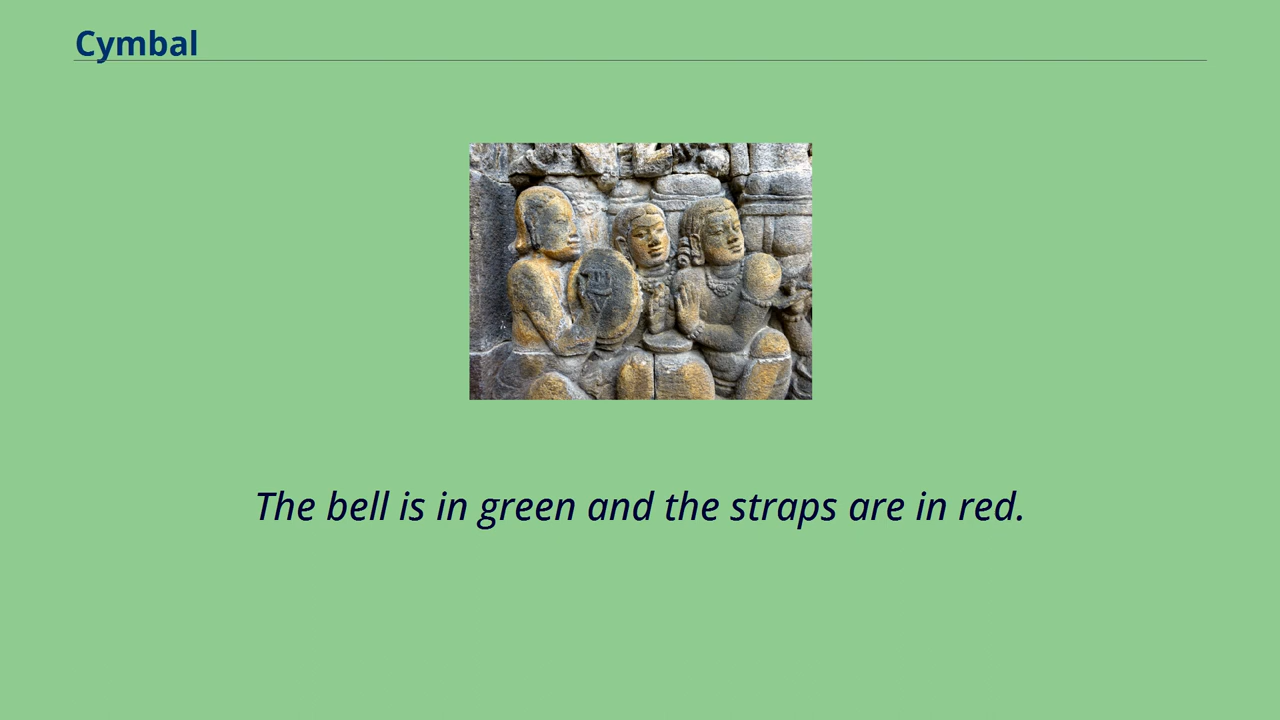 Cymbal
The bell is in green and the straps are in red.